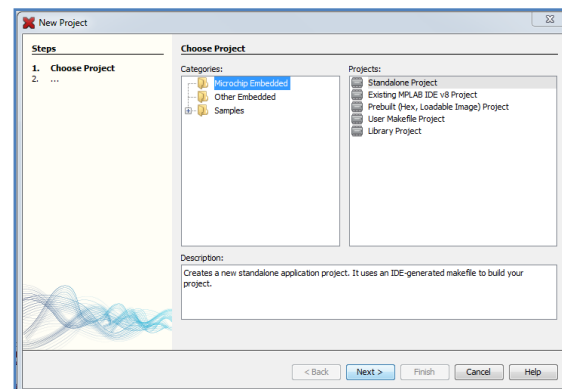 New Project
Steps
1. Choose Project
2. ...
Choose Project
Categories:
Microchip Embedded
Other Embedded
Samples
Projects:
Standalone Project
Existing MPLAB IDE v8 Project
Prebuilt (Hex, Loadable Image) Project
User Makefile Project
Library Project
Description:
Creates a new standalone application project. It uses an IDE-generated makefile to build your
project.
< Back
Next >
Finish
Cancel
Help